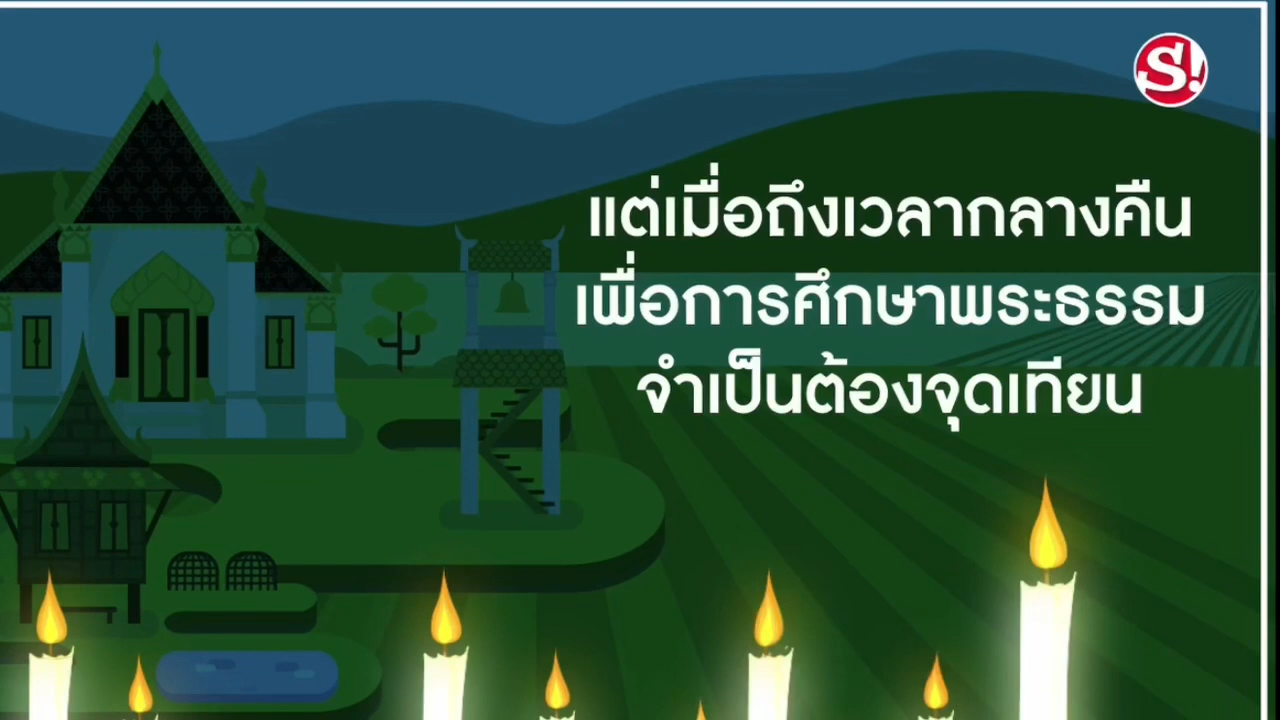 S!
แต่เมื่อถึงเวลากลางคืน
เพื่อการศึกษาพระธรรม
จำเป็นต้องจุดเทียน